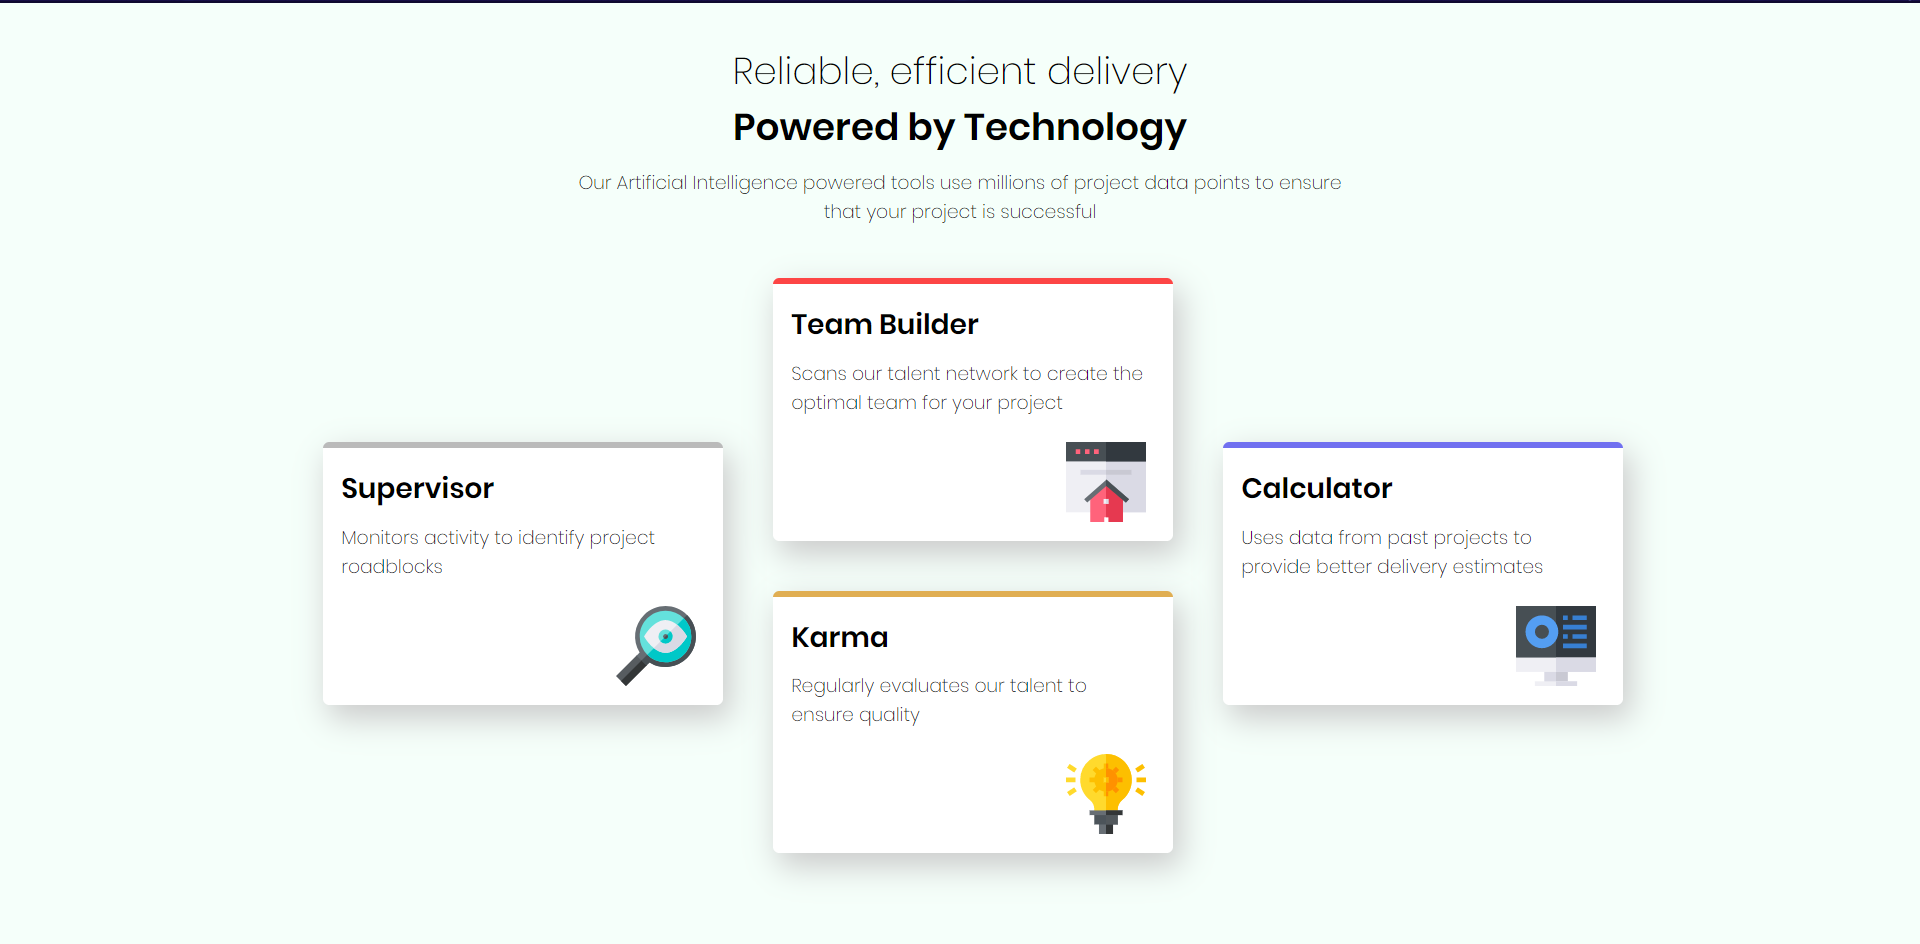 Reliable, efficient delivery
Powered by Technology
Our Artificial Intelligence powered tools use millions of project data points to ensure
that your project is successful
Supervisor
Monitors activity to identify project
roadblocks
Team Builder
Scans our talent network to create the
optimal team for your project
Karma
Regularly evaluates our talent to
ensure quality
Calculator
Uses data from past projects to
provide better delivery estimates